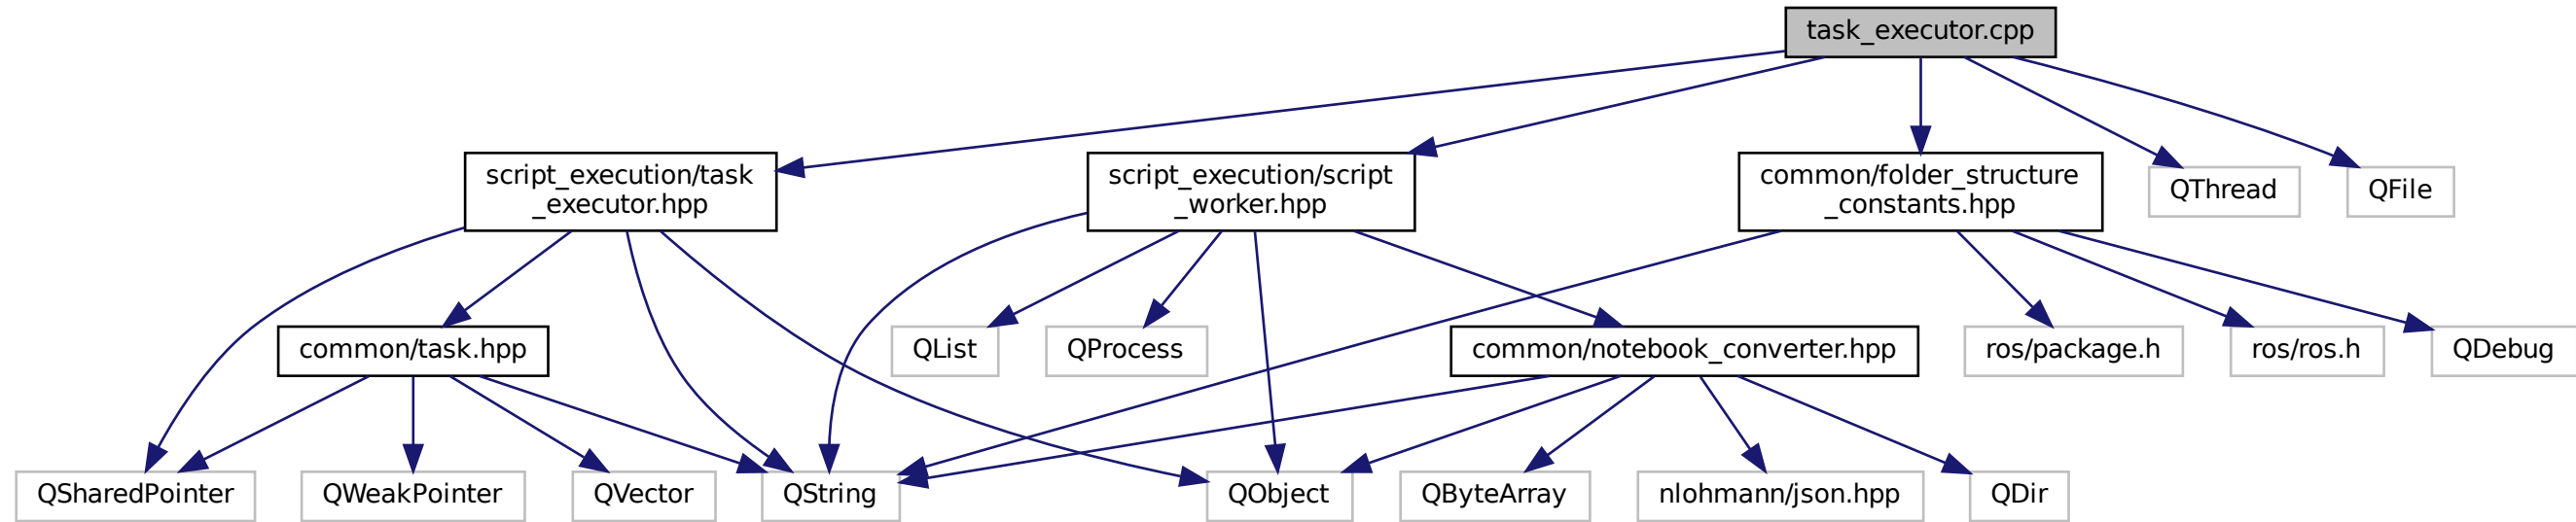 task_executor.cpp
script_execution/task
_executor.hpp
script_execution/script
_worker.hpp
common/folder_structure
_constants.hpp
QThread
QFile
common/task.hpp
QList
QProcess
common/notebook_converter.hpp
ros/package.h
ros/ros.h
QDebug
QSharedPointer
QWeakPointer
QVector
QString
QObject
QByteArray
nlohmann/json.hpp
QDir